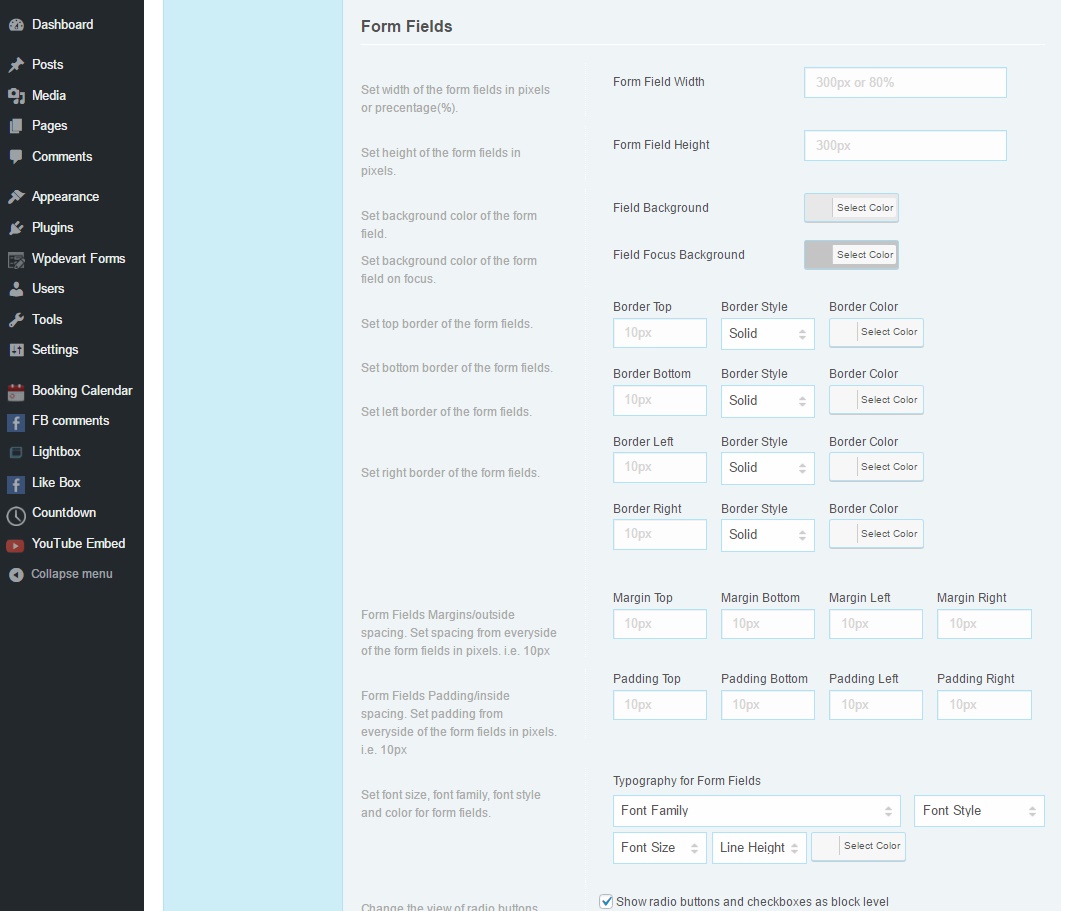 Dashboard
Posts
Media
Pages
Comments
Appearance
Plugins
Wpdevart Forms
Users
Tools
Settings
Booking Calendar
FB comments
Lightbox
Like Box
Countdown
YouTube Embed
Collapse menu
Form Fields
Set width of the form fields in pixels
or precentage(%).
Form Field Width
300px or 80%
Set height of the form fields in
pixels.
Form Field Height
300px
Set background color of the form
field.
Field Background
Select Color
Set background color of the form
field on focus.
Field Focus Background
Select Color
Set top border of the form fields.
Border Top Border Style Border Color
10px Solid Select Color
Set bottom border of the form fields.
Border Bottom Border Style Border Color
10px Solid Select Color
Set left border of the form fields.
Border Left Border Style Border Color
10px Solid Select Color
Set right border of the form fields.
Border Right Border Style Border Color
10px Solid Select Color
Form Fields Margins/outside
spacing. Set spacing from everyside
of the form fields in pixels. i.e. 10px
Margin Top Margin Bottom Margin Left Margin Right
10px 10px 10px 10px
Form Fields Padding/inside
spacing. Set padding from
everyside of the form fields in pixels.
i.e. 10px
Padding Top Padding Bottom Padding Left Padding Right
10px 10px 10px 10px
Set font size, font family, font style
and color for form fields.
Typography for Form Fields
Font Family Font Style
Font Size Line Height Select Color
Change the view of radio buttons
Show radio buttons and checkboxes as block level